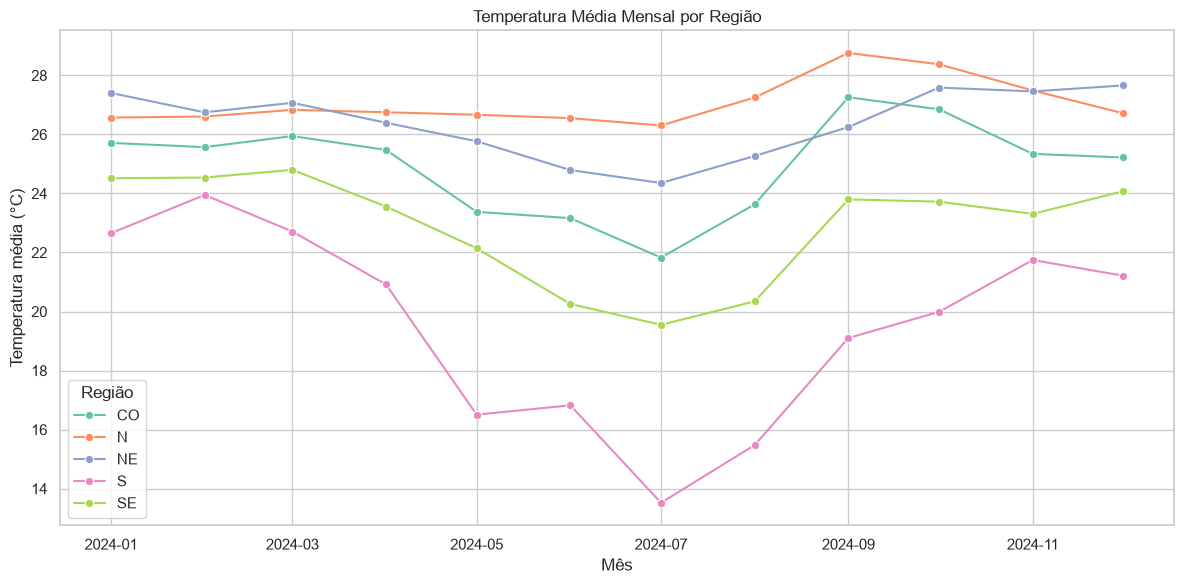 Temperatura Média Mensal por Região
Temperatura média (°C)
28
26
24
22
20
18
16
14
Região
CO
N
NE
S
SE
2024-01
2024-03
2024-05
2024-07
2024-09
2024-11
Mês